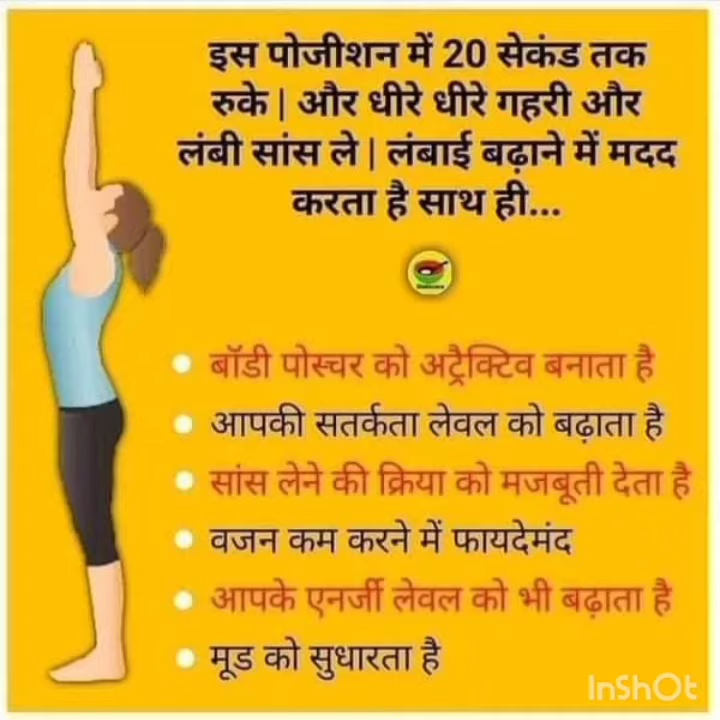 इस पोजीशन में 20 सेकंड तक
रुके | और धीरे धीरे गहरी और
लंबी सांस ले | लंबाई बढ़ाने में मदद
करता है साथ ही...
बॉडी पोस्चर को अट्रैक्टिव बनाता है
आपकी सतर्कता लेवल को बढ़ाता है
सांस लेने की क्रिया को मजबूती देता है
वजन कम करने में फायदेमंद
आपके एनर्जी लेवल को भी बढ़ाता है
मूड को सुधारता है
InShOt